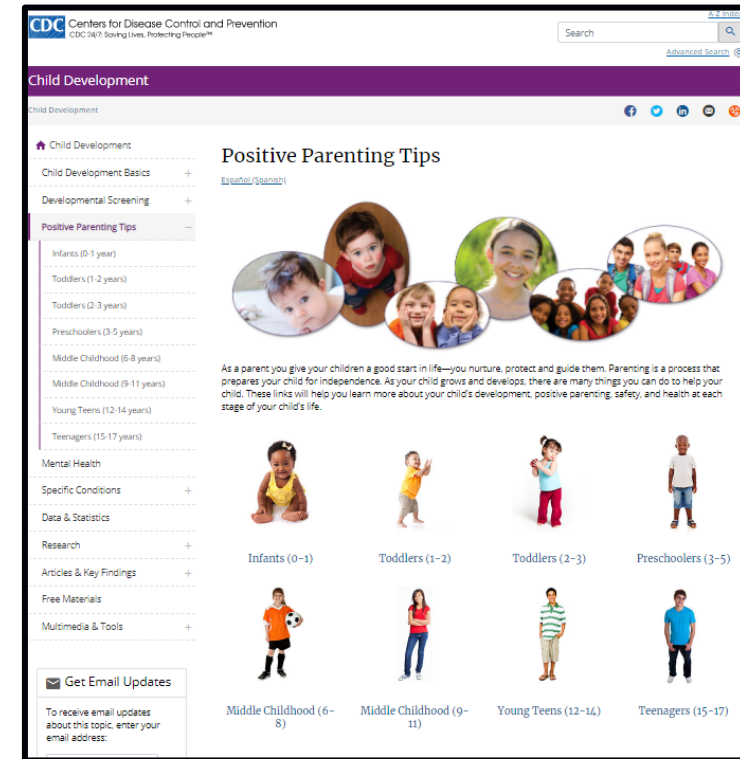 A-Z Index
CDC Centers for Disease Control and Prevention
CDC 24/7: Saving Lives, Protecting People™
Search
Advanced Search
Child Development
Child Development
Child Development
Child Development Basics +
Developmental Screening +
Positive Parenting Tips –
Infants (0-1 year)
Toddlers (1-2 years)
Toddlers (2-3 years)
Preschoolers (3-5 years)
Middle Childhood (6-8 years)
Middle Childhood (9-11 years)
Young Teens (12-14 years)
Teenagers (15-17 years)
Mental Health
Specific Conditions +
Data & Statistics
Research +
Articles & Key Findings +
Free Materials
Multimedia & Tools +
Get Email Updates
To receive email updates
about this topic, enter your
email address:
Positive Parenting Tips
Español (Spanish)
As a parent you give your children a good start in life—you nurture, protect and guide them. Parenting is a process that
prepares your child for independence. As your child grows and develops, there are many things you can do to help your
child. These links will help you learn more about your child's development, positive parenting, safety, and health at each
stage of your child's life.
Infants (0-1)
Toddlers (1-2)
Toddlers (2-3)
Preschoolers (3-5)
Middle Childhood (6-
8)
Middle Childhood (9-
11)
Young Teens (12-14)
Teenagers (15-17)